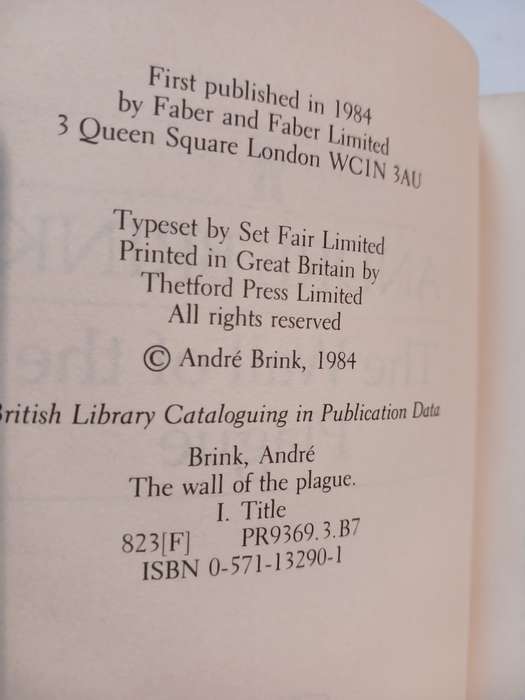 First published in 1984
by Faber and Faber Limited
3 Queen Square London WC1N 3AU
Typeset by Set Fair Limited
Printed in Great Britain by
Thetford Press Limited
All rights reserved
© André Brink, 1984
British Library Cataloguing in Publication Data
Brink, André
The wall of the plague.
I. Title
823[F] PR9369.3.B7
ISBN 0-571-13290-1